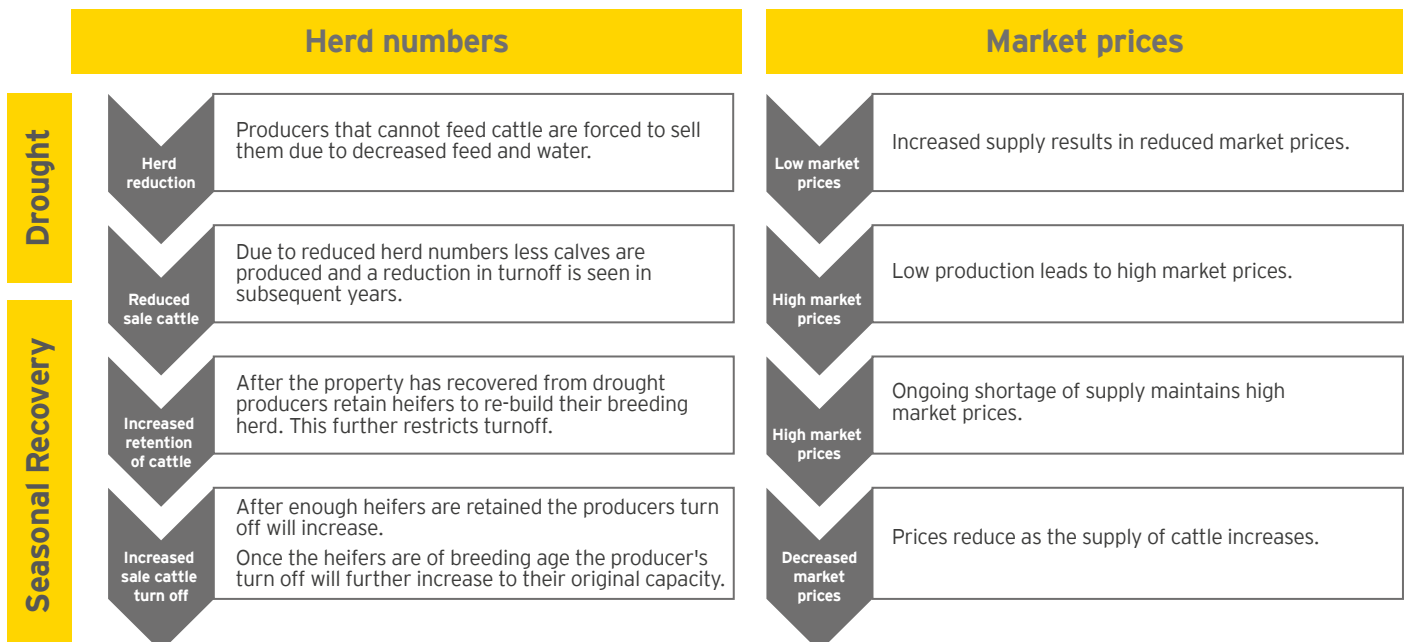 Herd numbers
Market prices
Drought
Herd
reduction
Producers that cannot feed cattle are forced to sell
them due to decreased feed and water.
Low market
prices
Increased supply results in reduced market prices.
Reduced
sale cattle
Due to reduced herd numbers less calves are
produced and a reduction in turnoff is seen in
subsequent years.
High market
prices
Low production leads to high market prices.
Seasonal Recovery
Increased
retention
of cattle
After the property has recovered from drought
producers retain heifers to re-build their breeding
herd. This further restricts turnoff.
High market
prices
Ongoing shortage of supply maintains high
market prices.
Increased
sale cattle
turn off
After enough heifers are retained the producers turn
off will increase.
Once the heifers are of breeding age the producer's
turn off will further increase to their original capacity.
Decreased
market
prices
Prices reduce as the supply of cattle increases.